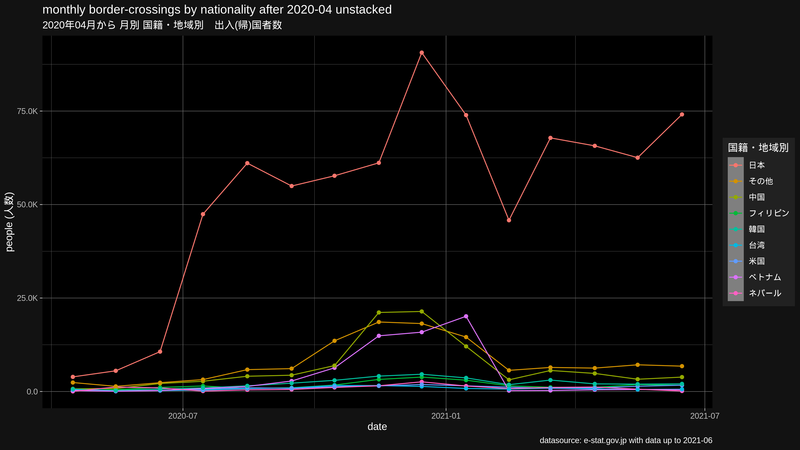 monthly border-crossings by nationality after 2020-04 unstacked
2020年04月から 月別 国籍・地域別　出入(帰)国者数
people (人数)
75.0K
50.0K
25.0K
0.0
2020-07
2021-01
2021-07
date
国籍・地域別
日本
その他
中国
フィリピン
韓国
台湾
米国
ベトナム
ネパール
datasource: e-stat.gov.jp with data up to 2021-06